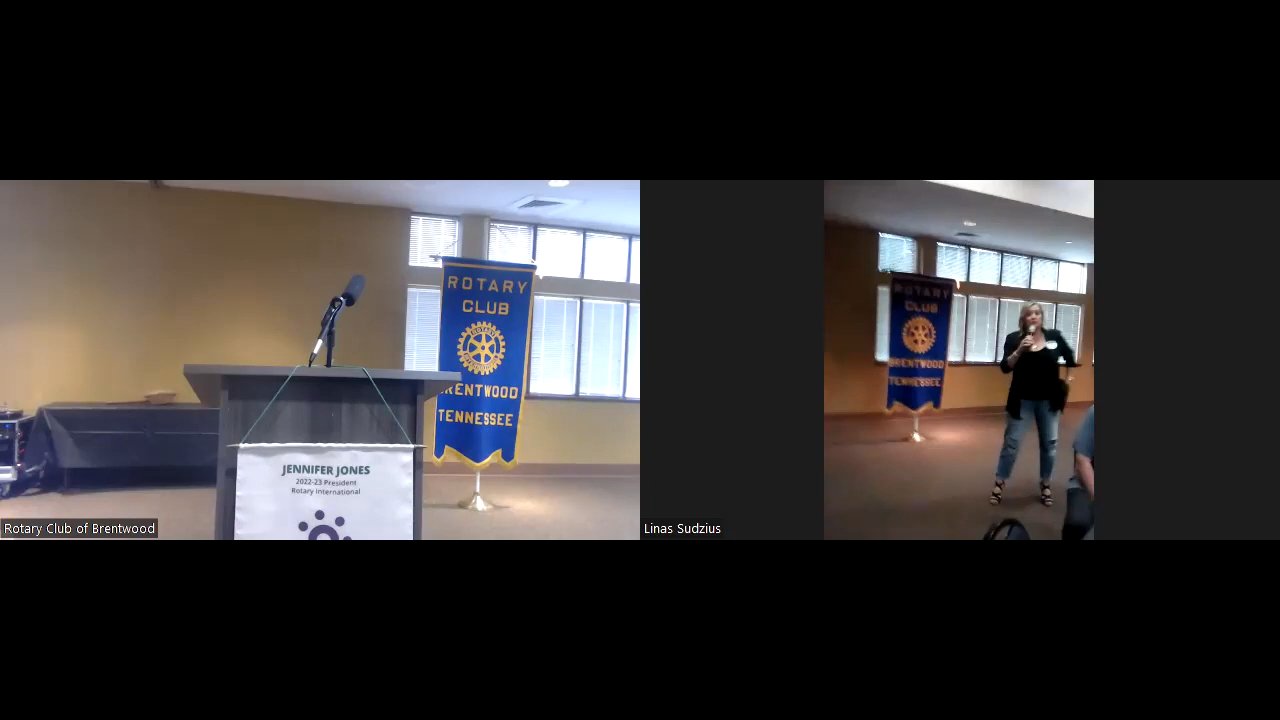 ROTARY
CLUB
ROTARY
BRENTWOOD
TENNESSEE
JENNIFER JONES
2022-23 President
Rotary International
Rotary Club of Brentwood
ROTARY
CLUB
BRENTWOOD
TENNESSEE
Linas Sudzius